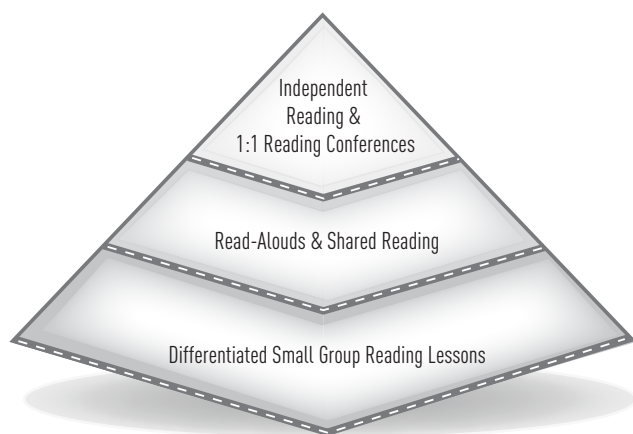 Independent
Reading &
1:1 Reading Conferences
Read-Alouds & Shared Reading
Differentiated Small Group Reading Lessons